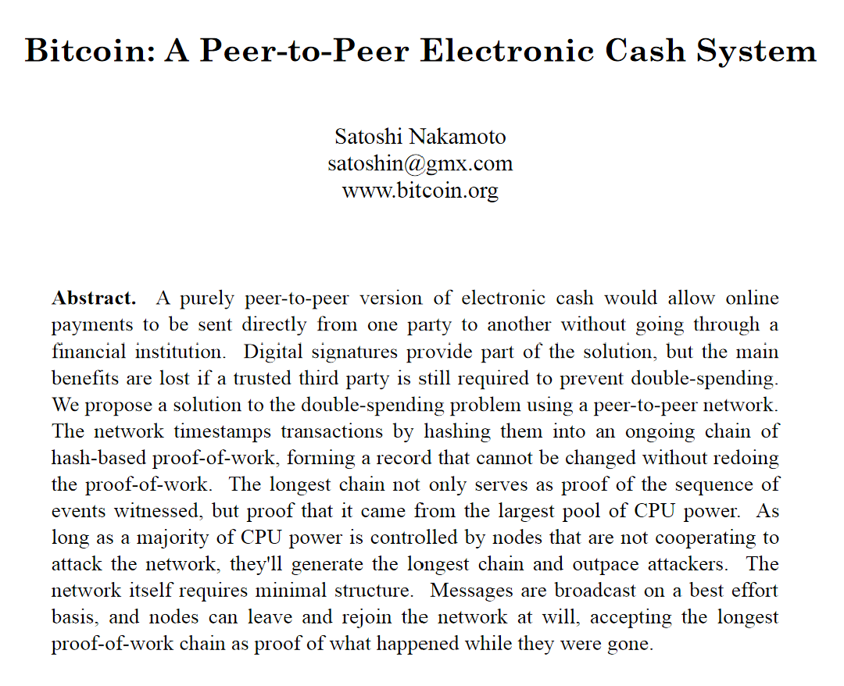 Bitcoin: A Peer-to-Peer Electronic Cash System
Satoshi Nakamoto
satoshin@gmx.com
www.bitcoin.org
Abstract. A purely peer-to-peer version of electronic cash would allow online
payments to be sent directly from one party to another without going through a
financial institution. Digital signatures provide part of the solution, but the main
benefits are lost if a trusted third party is still required to prevent double-spending.
We propose a solution to the double-spending problem using a peer-to-peer network.
The network timestamps transactions by hashing them into an ongoing chain of
hash-based proof-of-work, forming a record that cannot be changed without redoing
the proof-of-work. The longest chain not only serves as proof of the sequence of
events witnessed, but proof that it came from the largest pool of CPU power. As
long as a majority of CPU power is controlled by nodes that are not cooperating to
attack the network, they'll generate the longest chain and outpace attackers. The
network itself requires minimal structure. Messages are broadcast on a best effort
basis, and nodes can leave and rejoin the network at will, accepting the longest
proof-of-work chain as proof of what happened while they were gone.